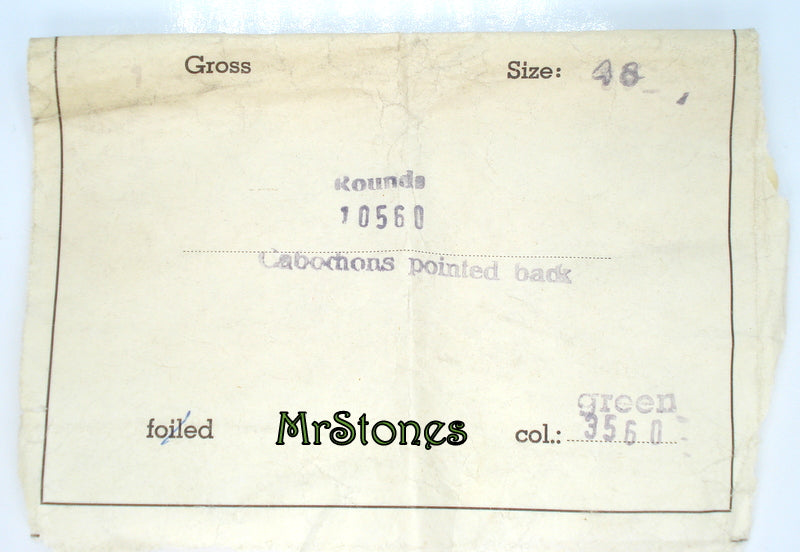 Gross Size: 48
Rounds
10560
Cabochons pointed back
green
foiled MrStones col.: 3560